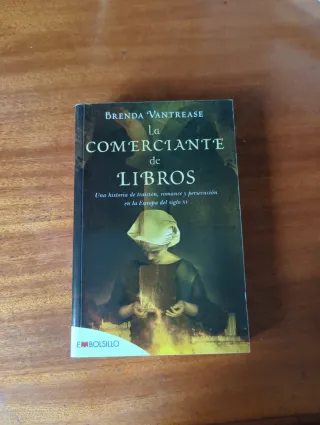 BRENDA VANTREASE
La
COMERCIANTE
de
LIBROS
Una historia de traición, romance y persecución
en la Europa del siglo XV
EMBOLSILLO